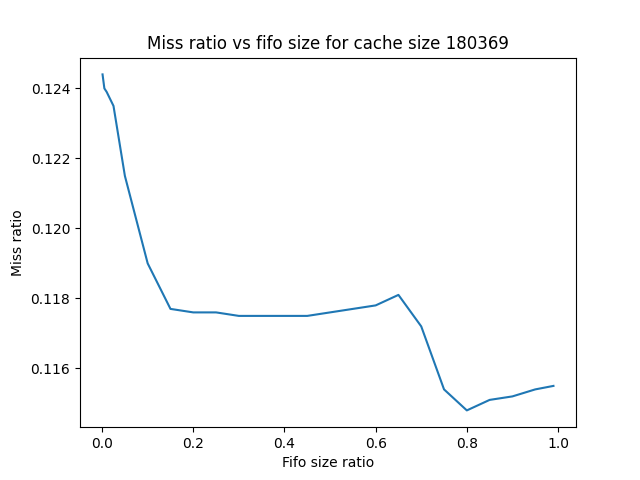 Miss ratio vs fifo size for cache size 180369
0.124
0.122
0.120
0.118
0.116
Miss ratio
0.0 0.2 0.4 0.6 0.8 1.0
Fifo size ratio